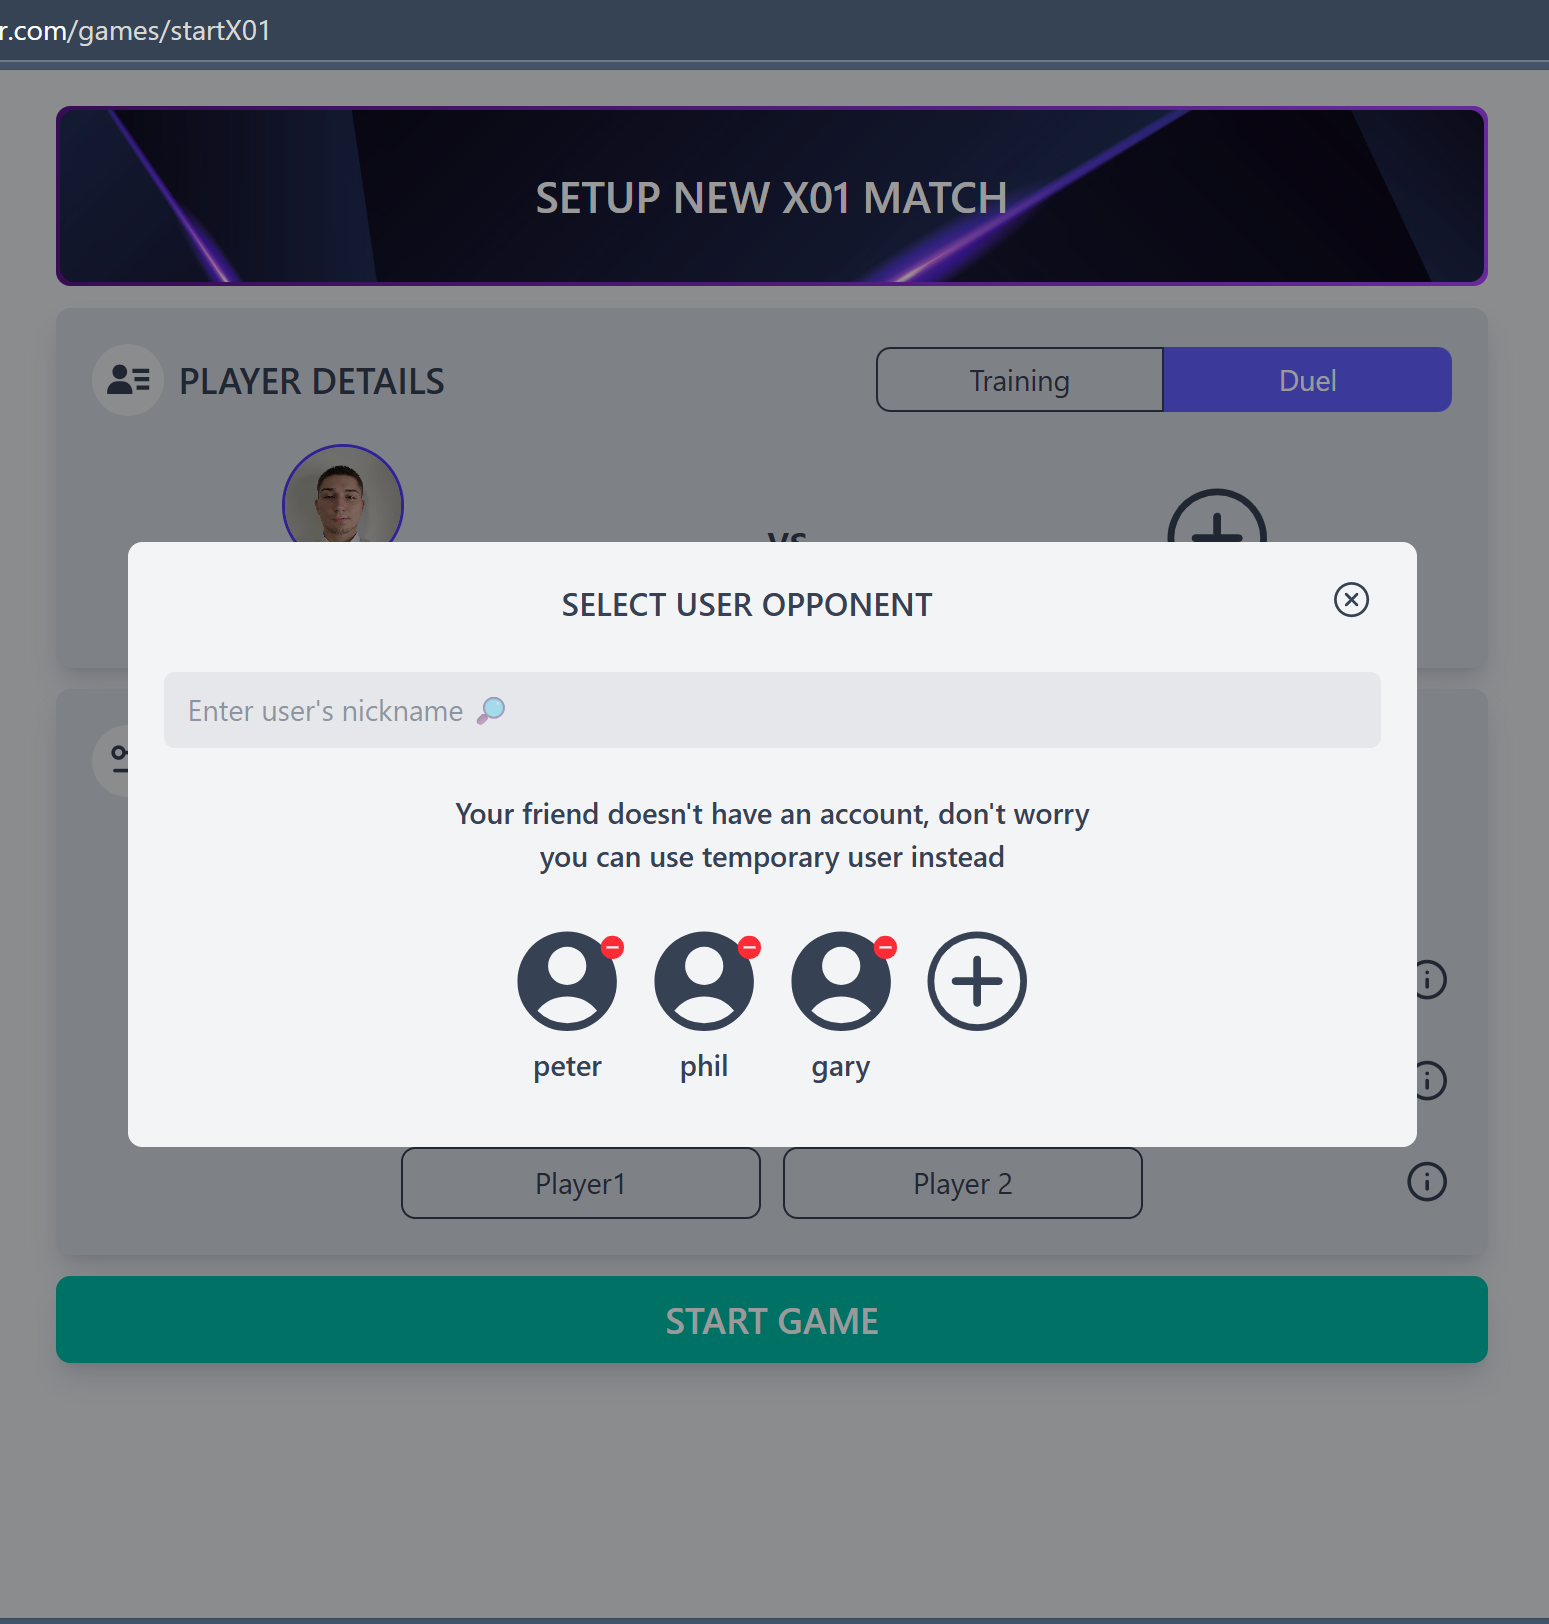 r.com/games/startX01
SETUP NEW X01 MATCH
PLAYER DETAILS
Training
Duel
vs
SELECT USER OPPONENT
Enter user's nickname 🔎
Your friend doesn't have an account, don't worry
you can use temporary user instead
peter
phil
gary
Player1
Player 2
START GAME